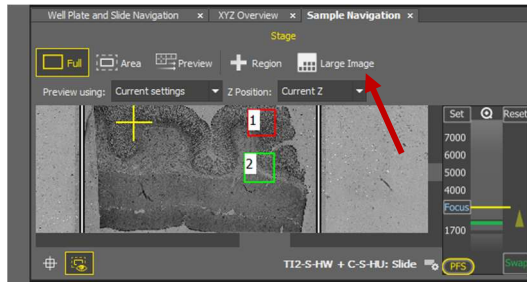 Well Plate and Slide Navigation × XYZ Overview × Sample Navigation ×
Stage
Full Area Preview Region Large Image
Preview using: Current settings Z Position: Current Z
1
2
Set Reset
7000
6000
5000
4000
Focus
1700
TI2-S-HW + C-S-HU: Slide PFS Swap